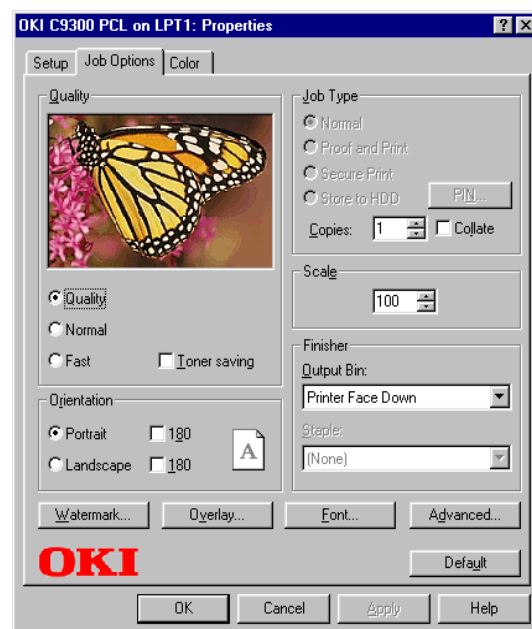 OKI C9300 PCL on LPT1: Properties
Setup
Job Options
Color
Quality
Quality
Normal
Fast
Toner saving
Orientation
Portrait
180
Landscape
180
A
Job Type
Normal
Proof and Print
Secure Print
Store to HDD
PIN...
Copies: 1
Collate
Scale
100
Finisher
Output Bin:
Printer Face Down
Staple:
(None)
Watermark...
Overlay...
Font...
Advanced...
OKI
Default
OK
Cancel
Apply
Help